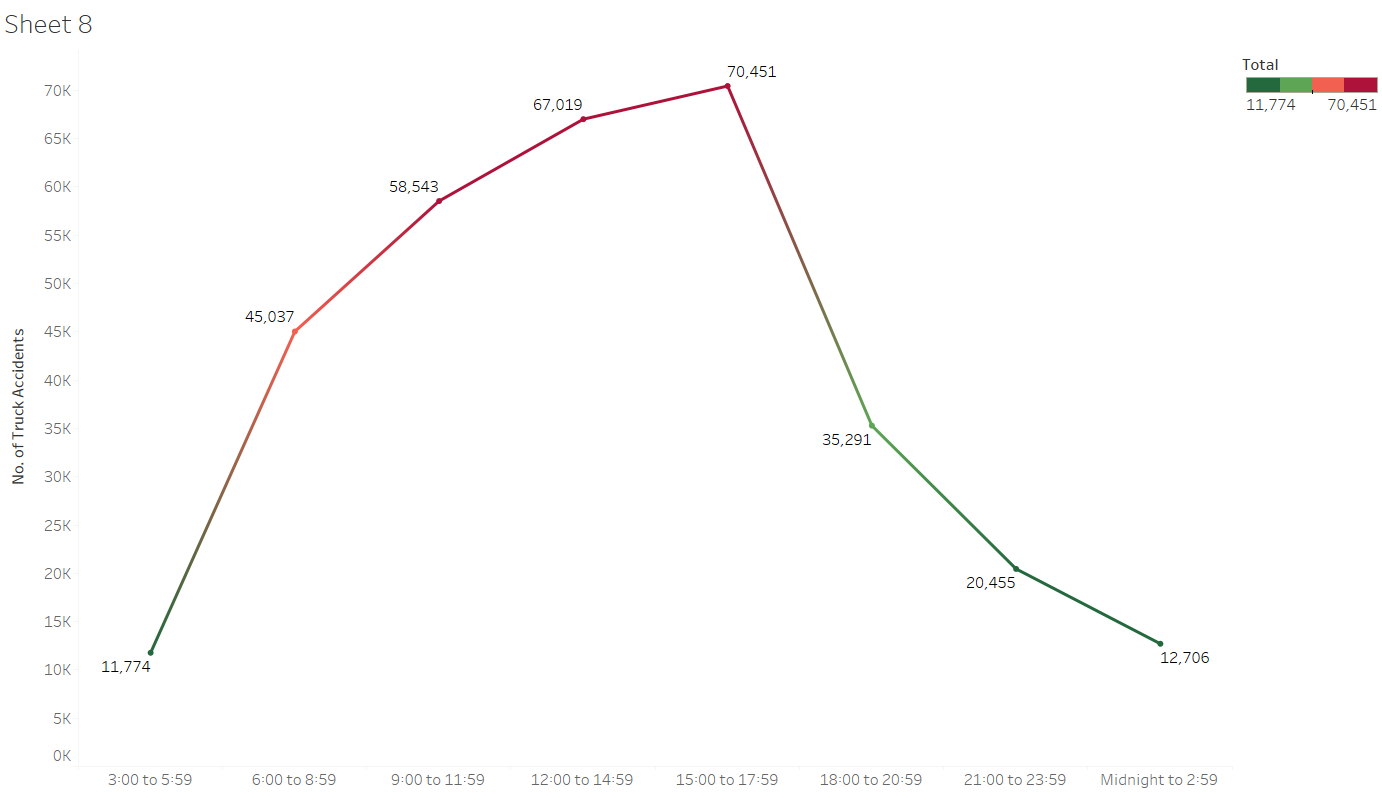 Sheet 8
Total
11,774 70,451
No. of Truck Accidents
70K
65K
60K
55K
50K
45K
40K
35K
30K
25K
20K
15K
10K
5K
0K
11,774
45,037
58,543
67,019
70,451
35,291
20,455
12,706
3:00 to 5:59 6:00 to 8:59 9:00 to 11:59 12:00 to 14:59 15:00 to 17:59 18:00 to 20:59 21:00 to 23:59 Midnight to 2:59